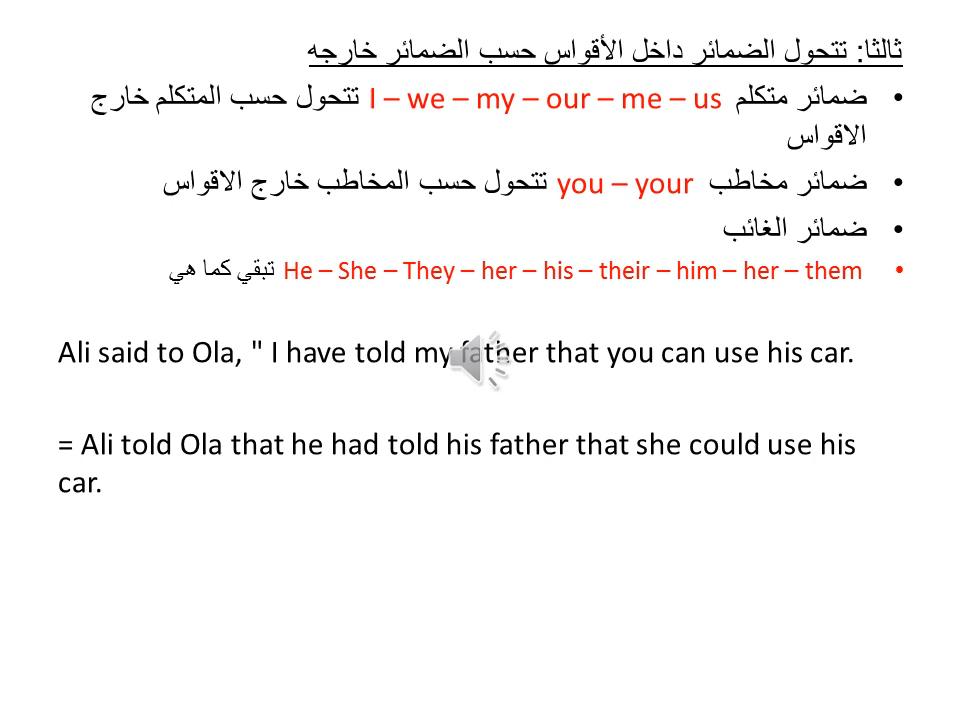 ثالثا: تتحول الضمائر داخل الأقواس حسب الضمائر خارجه
• ضمائر متكلم I – we – my – our – me – us تتحول حسب المتكلم خارج
الاقواس
• ضمائر مخاطب you – your تتحول حسب المخاطب خارج الاقواس
• ضمائر الغائب
• He – She – They – her – his – their – him – her – them تبقي كما هي
Ali said to Ola, " I have told my father that you can use his car.
= Ali told Ola that he had told his father that she could use his
car.